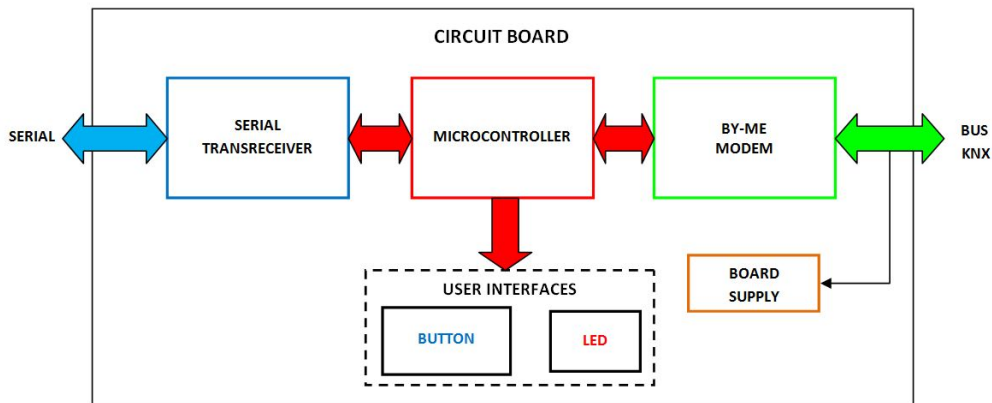 CIRCUIT BOARD
SERIAL
SERIAL
TRANSRECEIVER
MICROCONTROLLER
BY-ME
MODEM
BUS
KNX
BOARD
SUPPLY
USER INTERFACES
BUTTON
LED